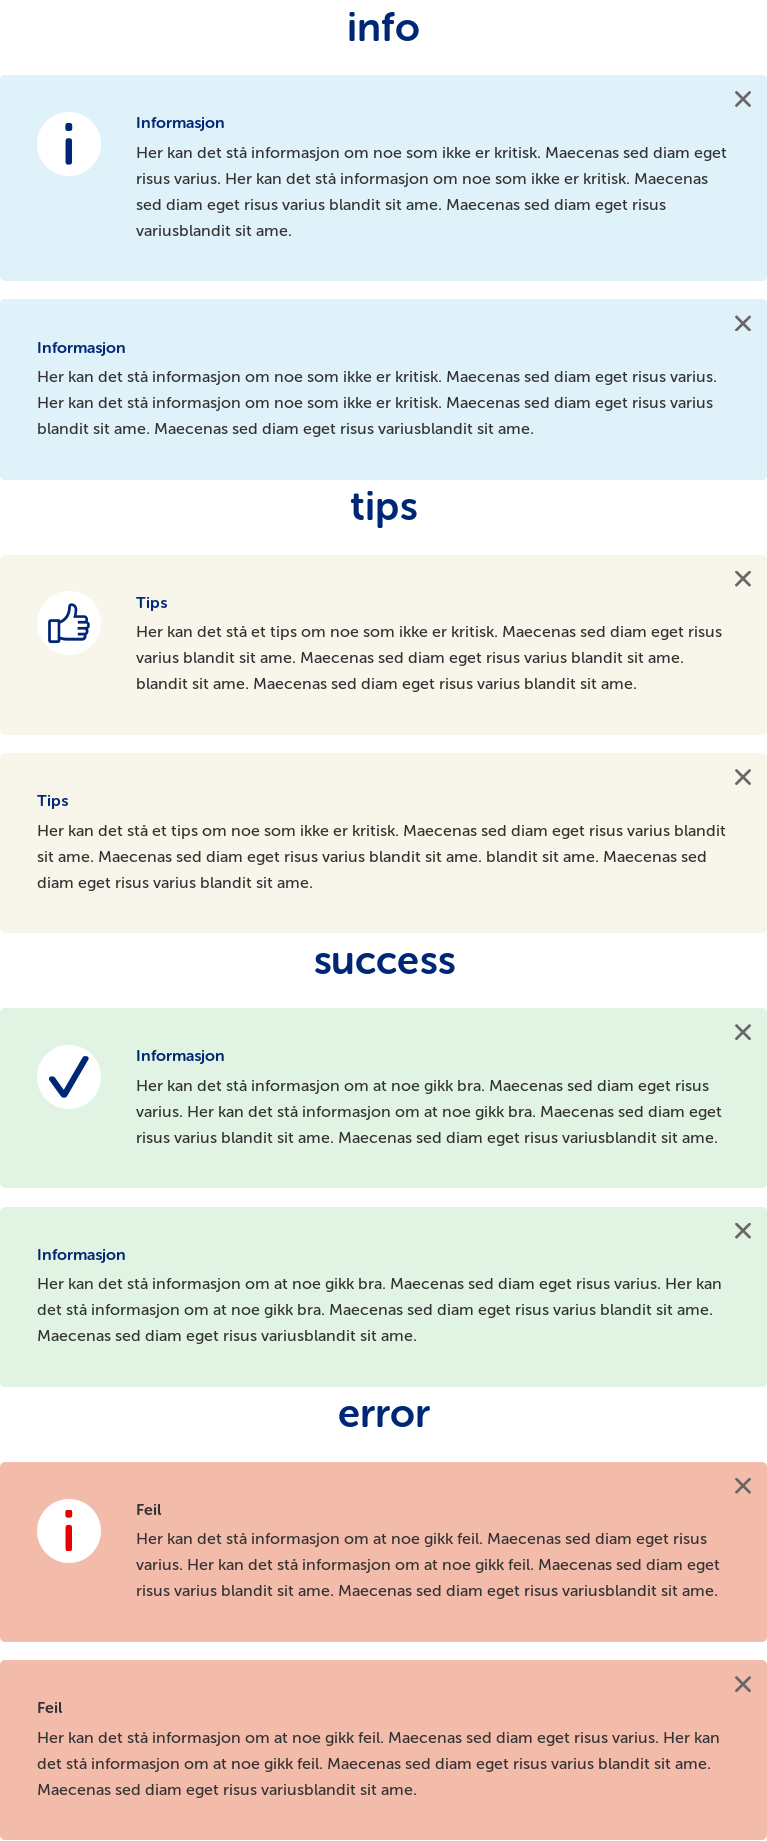 info
Informasjon
Her kan det stå informasjon om noe som ikke er kritisk. Maecenas sed diam eget
risus varius. Her kan det stå informasjon om noe som ikke er kritisk. Maecenas
sed diam eget risus varius blandit sit ame. Maecenas sed diam eget risus
variusblandit sit ame.
Informasjon
Her kan det stå informasjon om noe som ikke er kritisk. Maecenas sed diam eget risus varius.
Her kan det stå informasjon om noe som ikke er kritisk. Maecenas sed diam eget risus varius
blandit sit ame. Maecenas sed diam eget risus variusblandit sit ame.
tips
Tips
Her kan det stå et tips om noe som ikke er kritisk. Maecenas sed diam eget risus
varius blandit sit ame. Maecenas sed diam eget risus varius blandit sit ame.
blandit sit ame. Maecenas sed diam eget risus varius blandit sit ame.
Tips
Her kan det stå et tips om noe som ikke er kritisk. Maecenas sed diam eget risus varius blandit
sit ame. Maecenas sed diam eget risus varius blandit sit ame. blandit sit ame. Maecenas sed
diam eget risus varius blandit sit ame.
success
Informasjon
Her kan det stå informasjon om at noe gikk bra. Maecenas sed diam eget risus
varius. Her kan det stå informasjon om at noe gikk bra. Maecenas sed diam eget
risus varius blandit sit ame. Maecenas sed diam eget risus variusblandit sit ame.
Informasjon
Her kan det stå informasjon om at noe gikk bra. Maecenas sed diam eget risus varius. Her kan
det stå informasjon om at noe gikk bra. Maecenas sed diam eget risus varius blandit sit ame.
Maecenas sed diam eget risus variusblandit sit ame.
error
Feil
Her kan det stå informasjon om at noe gikk feil. Maecenas sed diam eget risus
varius. Her kan det stå informasjon om at noe gikk feil. Maecenas sed diam eget
risus varius blandit sit ame. Maecenas sed diam eget risus variusblandit sit ame.
Feil
Her kan det stå informasjon om at noe gikk feil. Maecenas sed diam eget risus varius. Her kan
det stå informasjon om at noe gikk feil. Maecenas sed diam eget risus varius blandit sit ame.
Maecenas sed diam eget risus variusblandit sit ame.